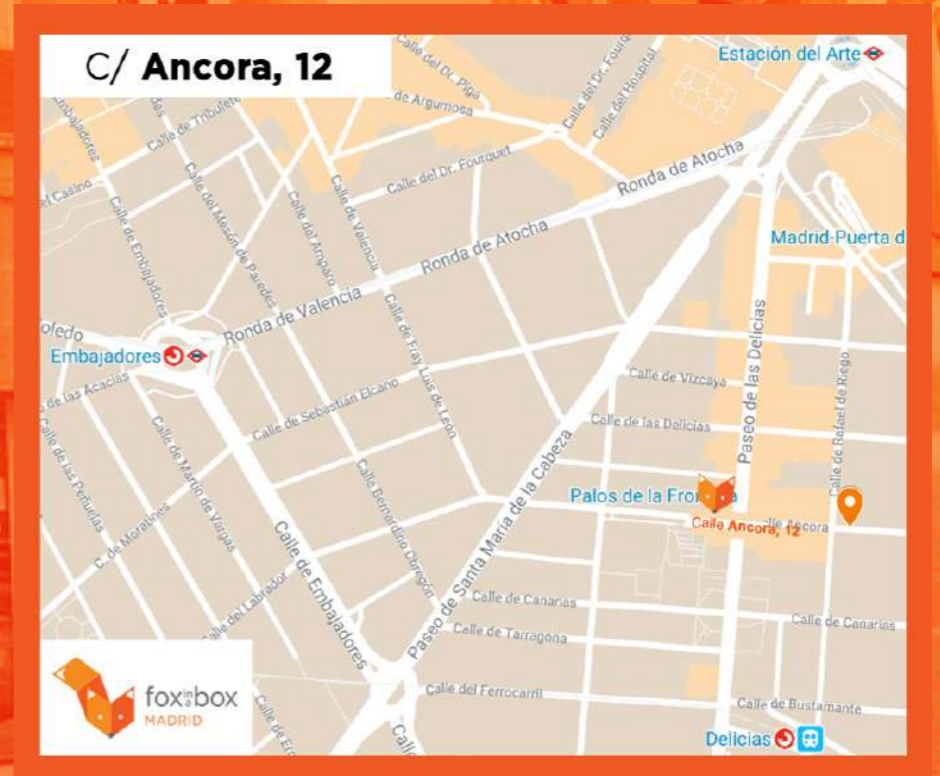 C/ Ancora, 12
Estación del Arte
Calle del Dr. Piga
Calle del Dr. Fourquet
Calle del Hospital
de Argumosa
Calle de Tribulete
mbajadores
el Casino
Calle del Dr. Fourquet
Ronda de Atocha
Calle de Embajadores
Calle del Mesón de Paredes
Calle del Amparo
Calle de Valencia
Ronda de Atocha
Madrid-Puerta d
Ronda de Valencia
oledo
Embajadores
o de las Acacias
Calle de Fray Luis de León
Calle de Vizcaya
Paseo de las Delicias
Calle de Rafael de Riego
Calle de Sebastián Elcano
Calle de las Delicias
Calle de las Peñuelas
Calle de Martín de Vargas
C. de Moratines
Calle Bernardino Obregón
Paseo de Santa María de la Cabeza
Palos de la Fro
a
Calle Ancora, 12
lle Ancora
Calle de Embajadores
Calle del Labrador
Calle de Canarias
Calle de Canarias
Calle de Tarragona
Calle del Ferrocarril
Calle de Bustamante
Calle de Er
Call
Delicias
fox in a box
MADRID